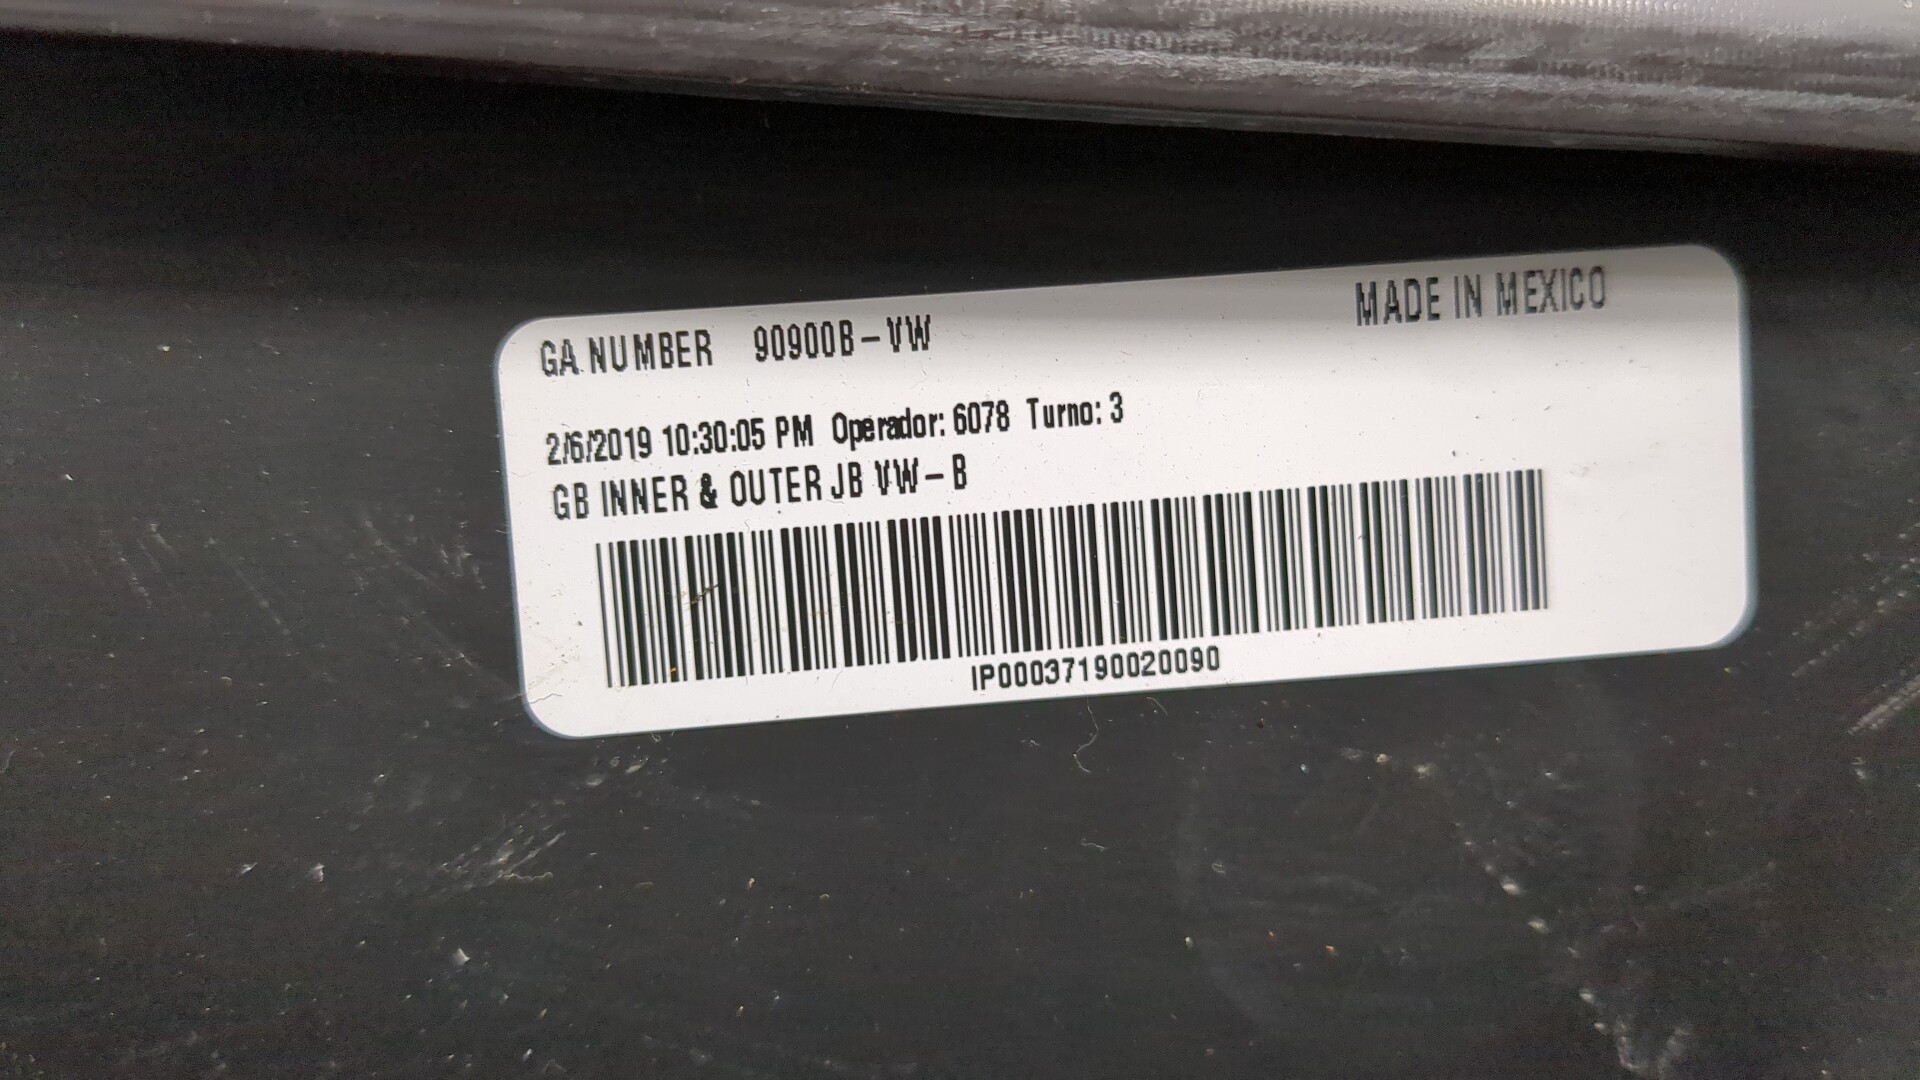 GA NUMBER 90900B-VW
MADE IN MEXICO
2/6/2019 10:30:05 PM Operador: 6078 Turno: 3
GB INNER & OUTER JB VW-B
IP00037190020090